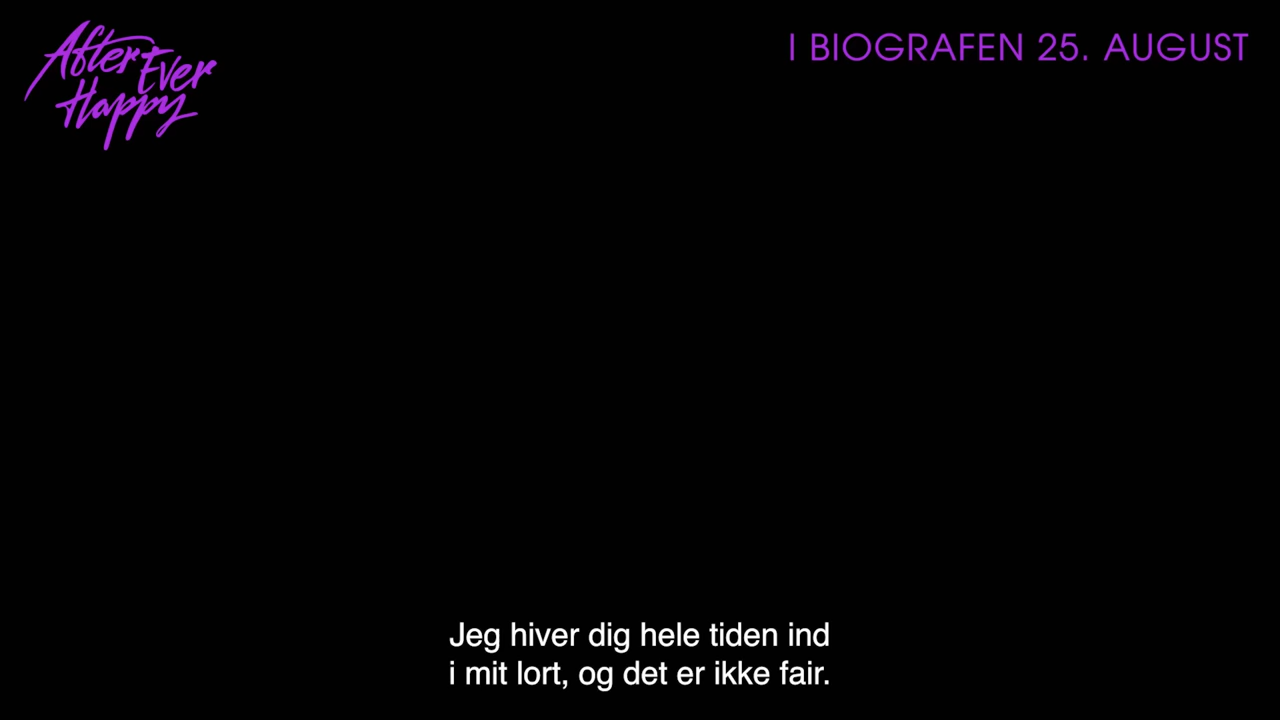 After Ever
Happy
I BIOGRAFEN 25. AUGUST
Jeg hiver dig hele tiden ind
i mit lort, og det er ikke fair.